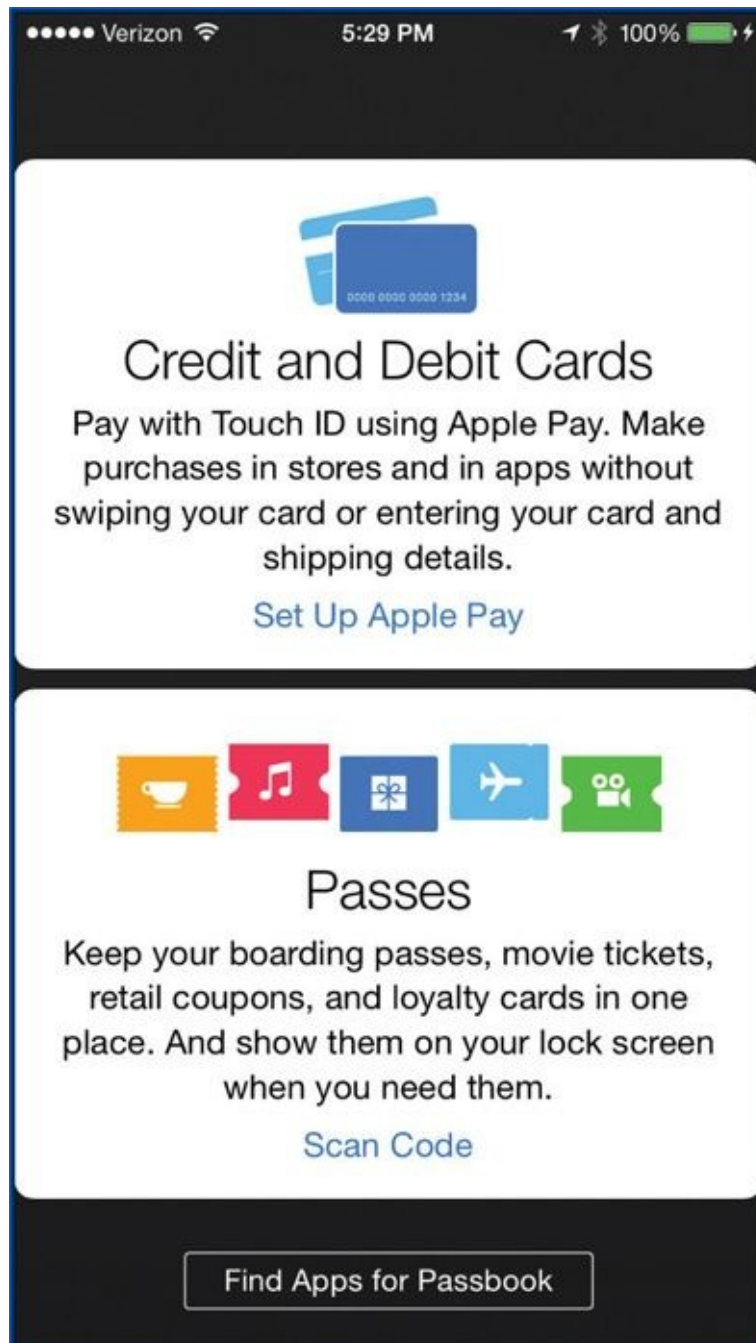 Verizon 5:29 PM 100%
0000 0000 0000 1234
Credit and Debit Cards
Pay with Touch ID using Apple Pay. Make
purchases in stores and in apps without
swiping your card or entering your card and
shipping details.
Set Up Apple Pay
Passes
Keep your boarding passes, movie tickets,
retail coupons, and loyalty cards in one
place. And show them on your lock screen
when you need them.
Scan Code
Find Apps for Passbook